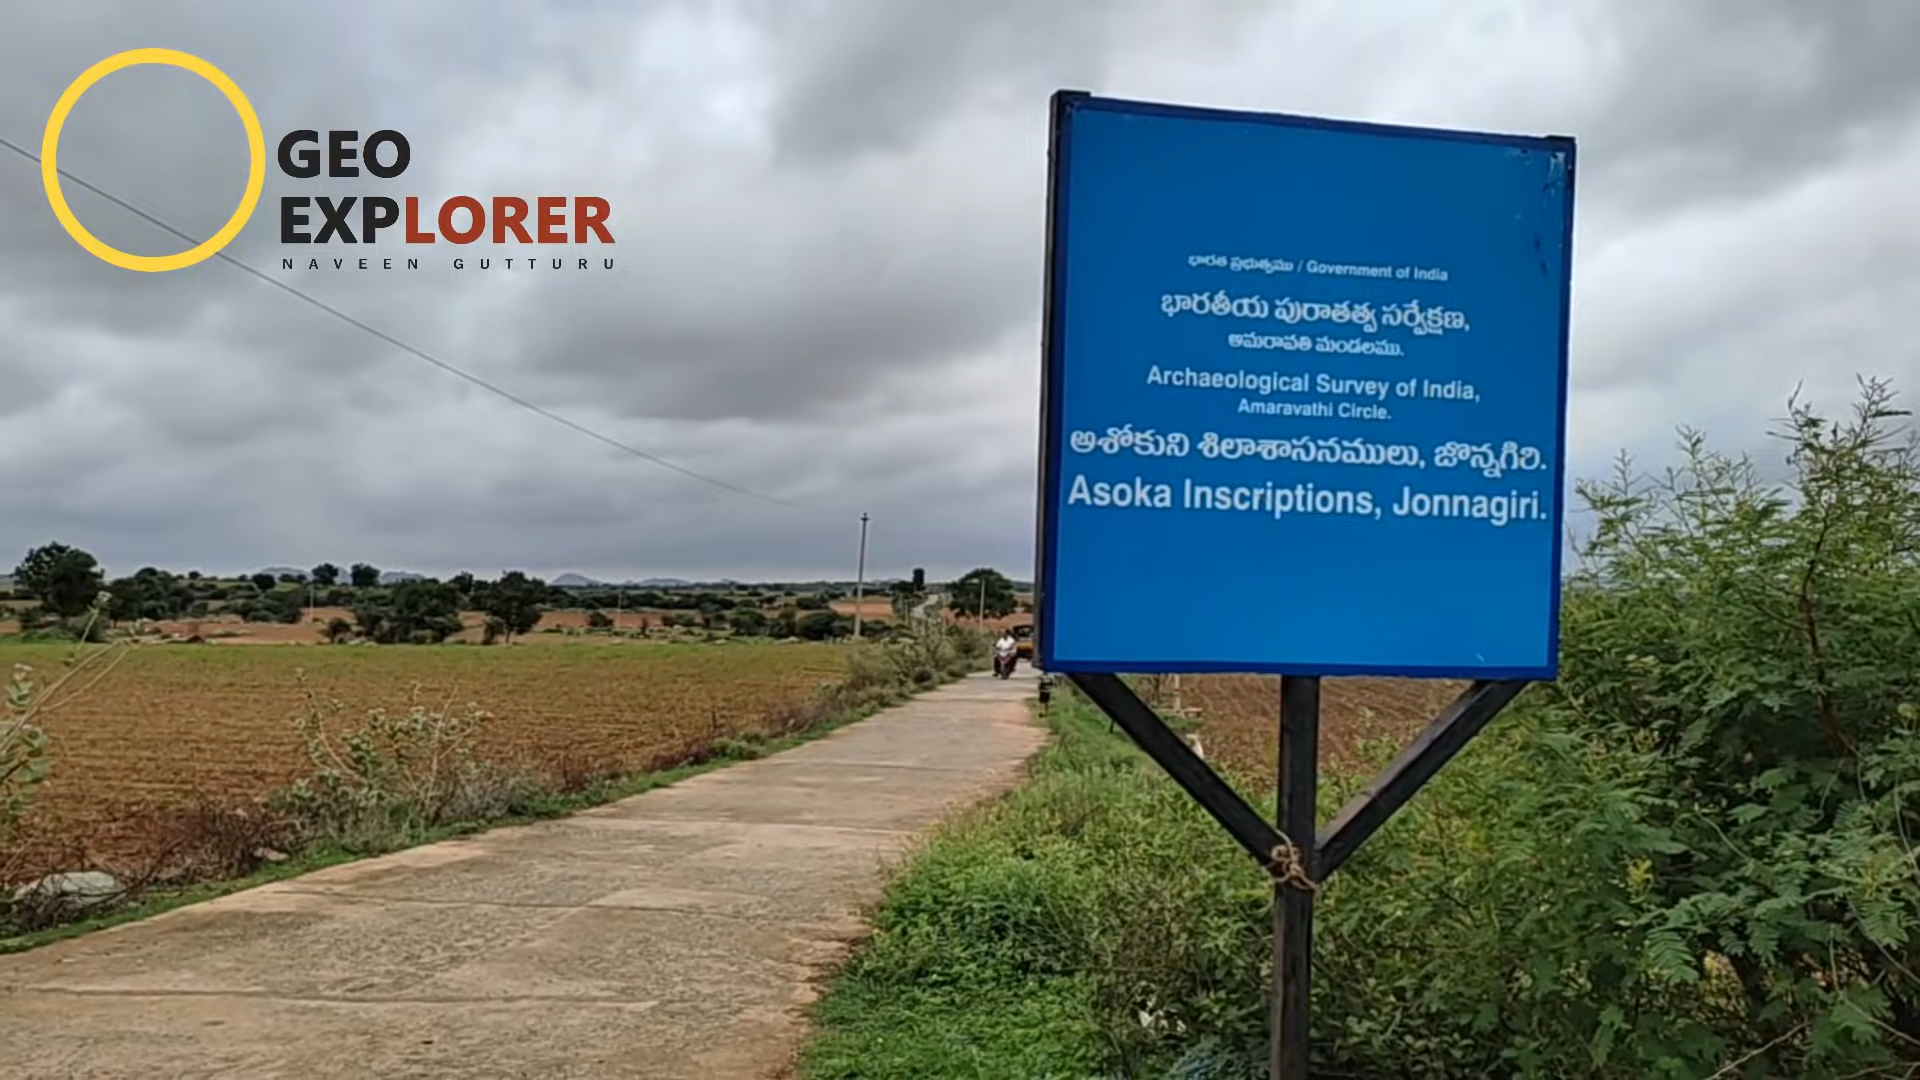 GEO
EXPLORER
NAVEEN GUTTURU
భారత ప్రభుత్వము / Government of India
భారతీయ పురాతత్వ సర్వేక్షణ,
అమరావతి మండలము.
Archaeological Survey of India,
Amaravathi Circle.
అశోకుని శిలాశాసనములు, జొన్నగిరి.
Asoka Inscriptions, Jonnagiri.